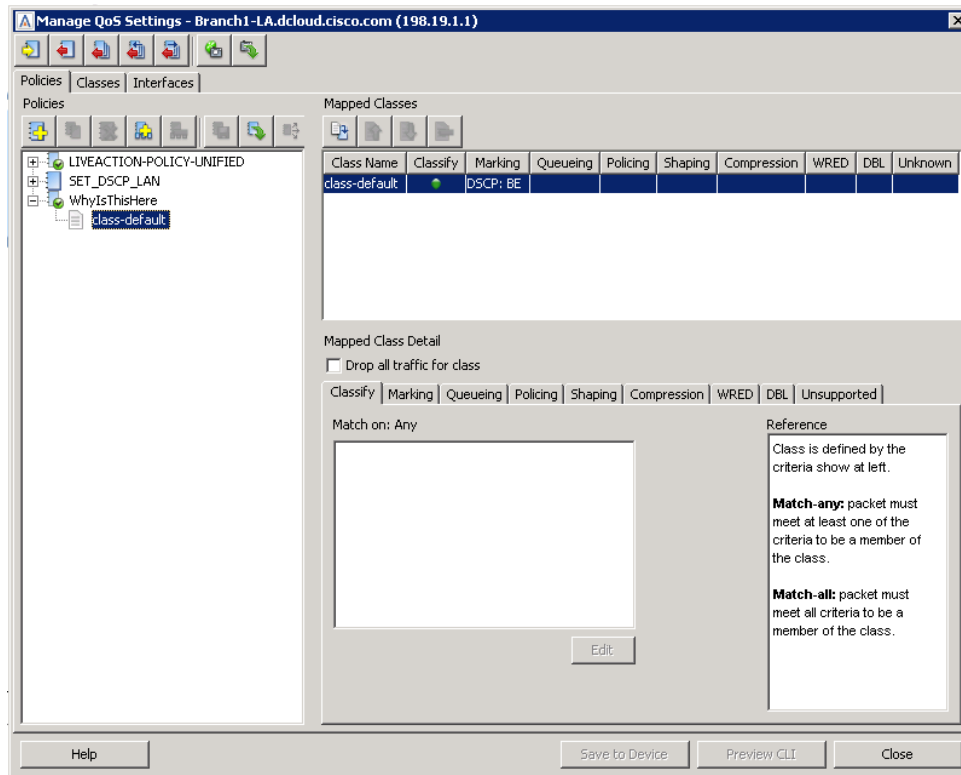 Manage QoS Settings - Branch1-LA.dcloud.cisco.com (198.19.1.1)
Policies Classes Interfaces
Policies
LIVEACTION-POLICY-UNIFIED
SET_DSCP_LAN
WhyIsThisHere
class-default
Mapped Classes
Class Name Classify Marking Queueing Policing Shaping Compression WRED DBL Unknown
class-default DSCP: BE
Mapped Class Detail
Drop all traffic for class
Classify Marking Queueing Policing Shaping Compression WRED DBL Unsupported
Match on: Any
Edit
Reference
Class is defined by the
criteria show at left.
Match-any: packet must
meet at least one of the
criteria to be a member of
the class.
Match-all: packet must
meet all criteria to be a
member of the class.
Help Save to Device Preview CLI Close